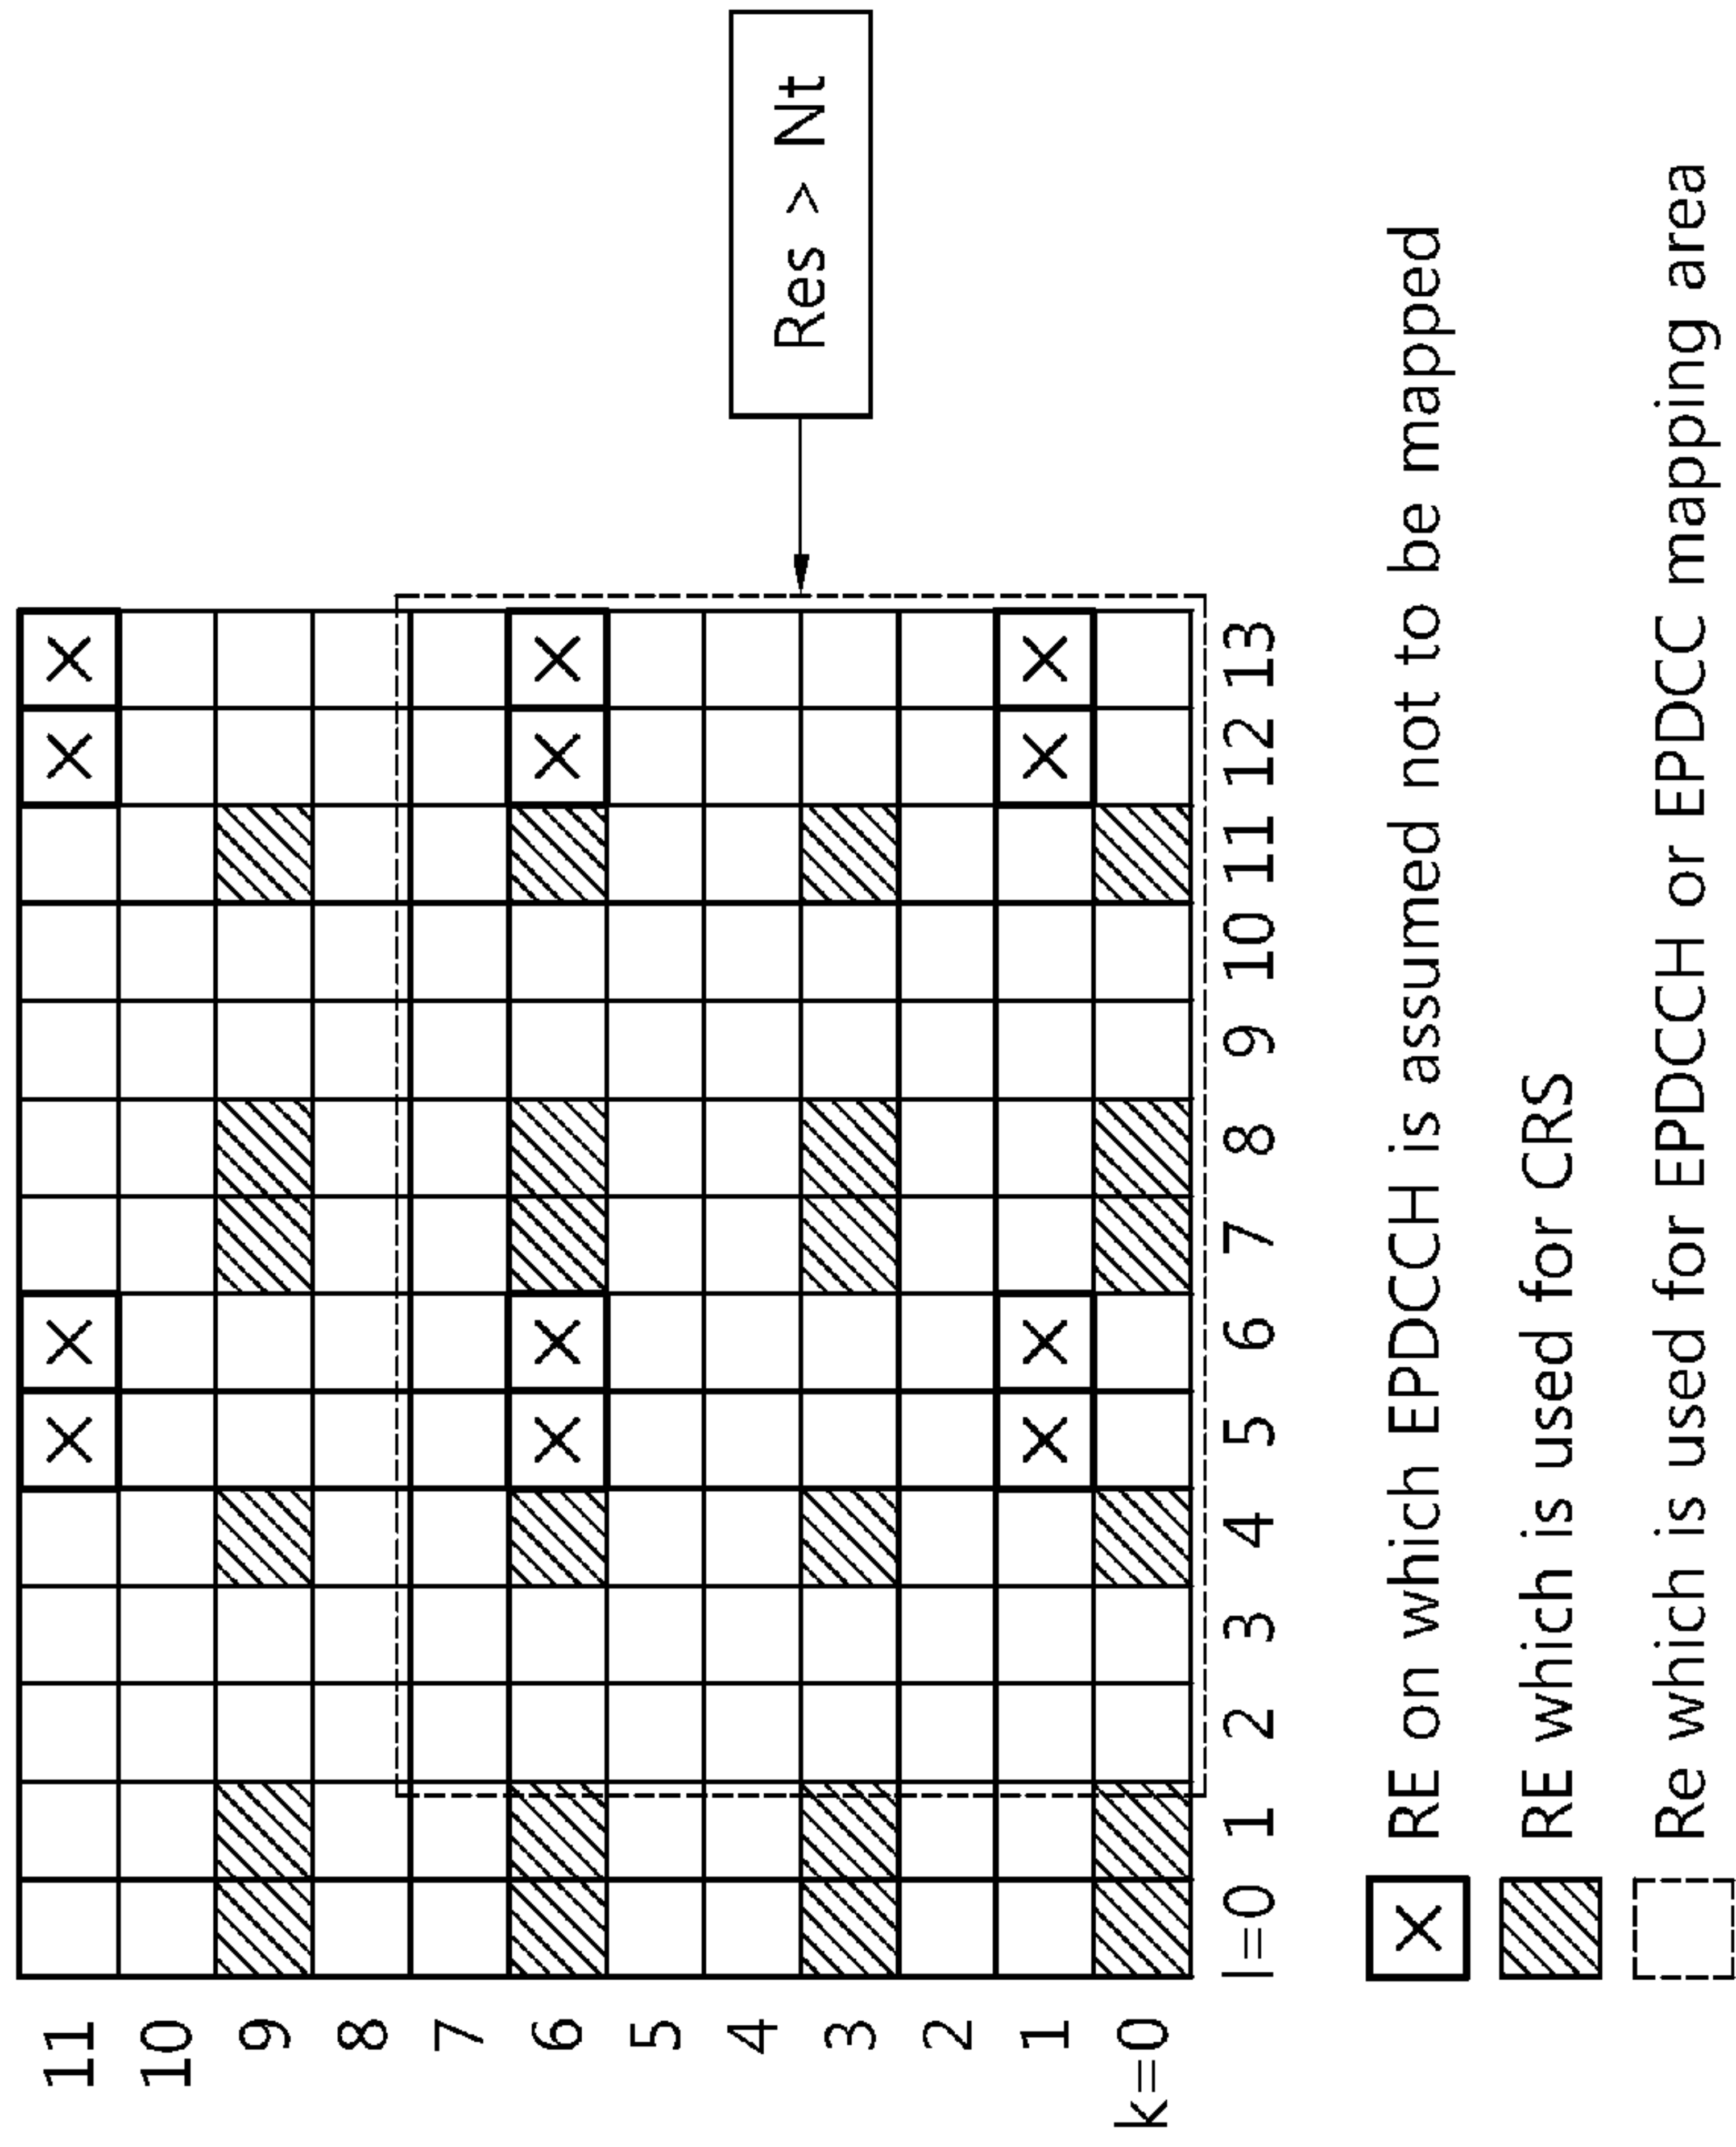 11
10
9
8
7
6
5
4
3
2
1
k=0
Res > Nt
l=0 1 2 3 4 5 6 7 8 9 10 11 12 13
RE on which EPDCCH is assumed not to be mapped
RE which is used for CRS
Re which is used for EPDCCH or EPDCC mapping area